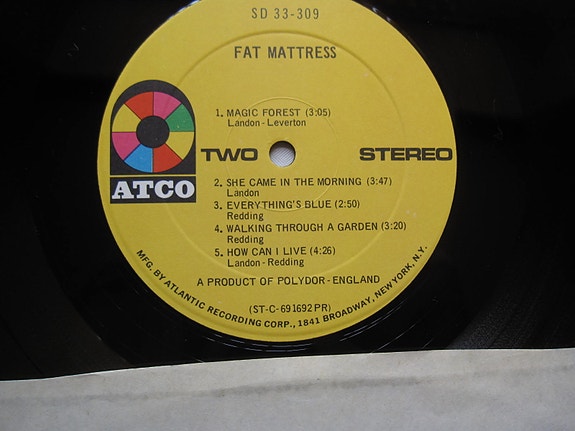 SD 33-309
FAT MATTRESS
1. MAGIC FOREST (3:05)
Landon-Leverton
TWO STEREO
ATCO
2. SHE CAME IN THE MORNING (3:47)
Landon
3. EVERYTHING'S BLUE (2:50)
Redding
4. WALKING THROUGH A GARDEN (3:20)
Redding
5. HOW CAN I LIVE (4:26)
Landon-Redding
A PRODUCT OF POLYDOR-ENGLAND
(ST-C-691692 PR)
MFG. BY ATLANTIC RECORDING CORP., 1841 BROADWAY, NEW YORK, N.Y.